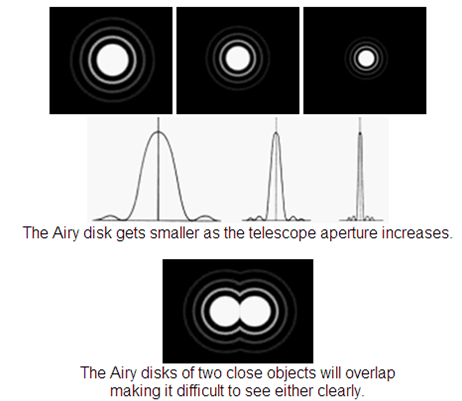 The Airy disk gets smaller as the telescope aperture increases.
The Airy disks of two close objects will overlap
making it difficult to see either clearly.